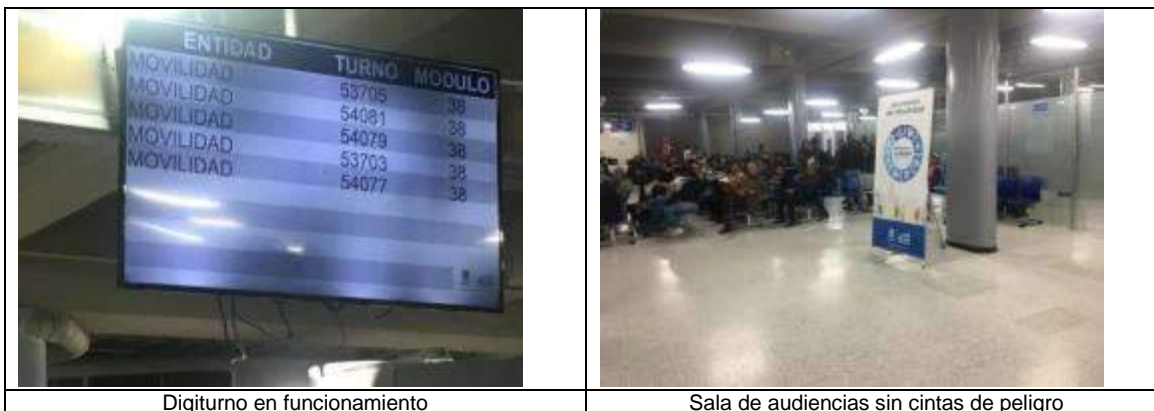 ENTIDAD TURNO MODULO
MOVILIDAD 53705 38
MOVILIDAD 54081 38
MOVILIDAD 54079 38
MOVILIDAD 53703 38
MOVILIDAD 54077 38
Digiturno en funcionamiento
Sala de audiencias sin cintas de peligro